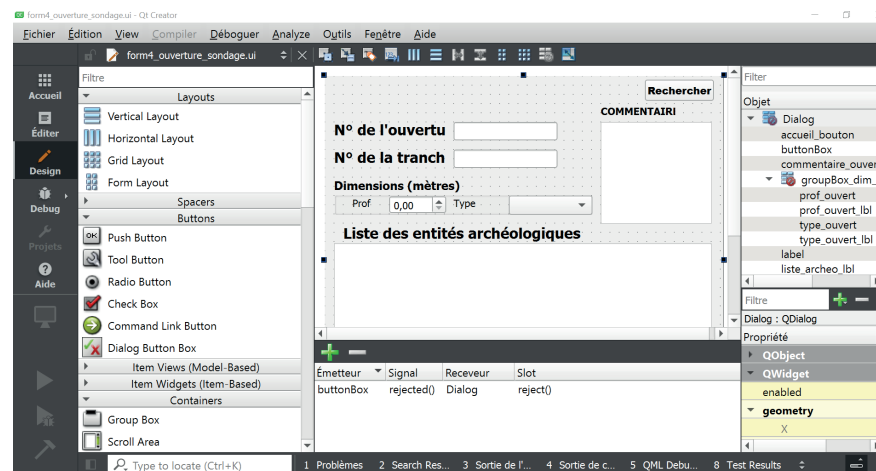 form4_ouverture_sondage.ui - Qt Creator
Fichier Édition View Compiler Déboguer Analyze Outils Fenêtre Aide
form4_ouverture_sondage.ui
Accueil
Éditer
Design
Debug
Projets
Aide
Filtre
Layouts
Vertical Layout
Horizontal Layout
Grid Layout
Form Layout
Spacers
Buttons
OK Push Button
Tool Button
Radio Button
Check Box
Command Link Button
Dialog Button Box
Item Views (Model-Based)
Item Widgets (Item-Based)
Containers
Group Box
Scroll Area
Rechercher
COMMENTAIRI
N° de l'ouvertu
N° de la tranch
Dimensions (mètres)
Prof 0,00 Type
Liste des entités archéologiques
Émetteur Signal Receveur Slot
buttonBox rejected() Dialog reject()
Filter
Objet
Dialog
accueil_bouton
buttonBox
commentaire_ouver
groupBox_dim_
prof_ouvert
prof_ouvert_lbl
type_ouvert
type_ouvert_lbl
label
liste_archeo_lbl
Filtre
Dialog : QDialog
Propriété
QObject
QWidget
enabled
geometry
X
Type to locate (Ctrl+K)
1 Problèmes 2 Search Res... 3 Sortie de l'... 4 Sortie de c... 5 QML Debu... 8 Test Results